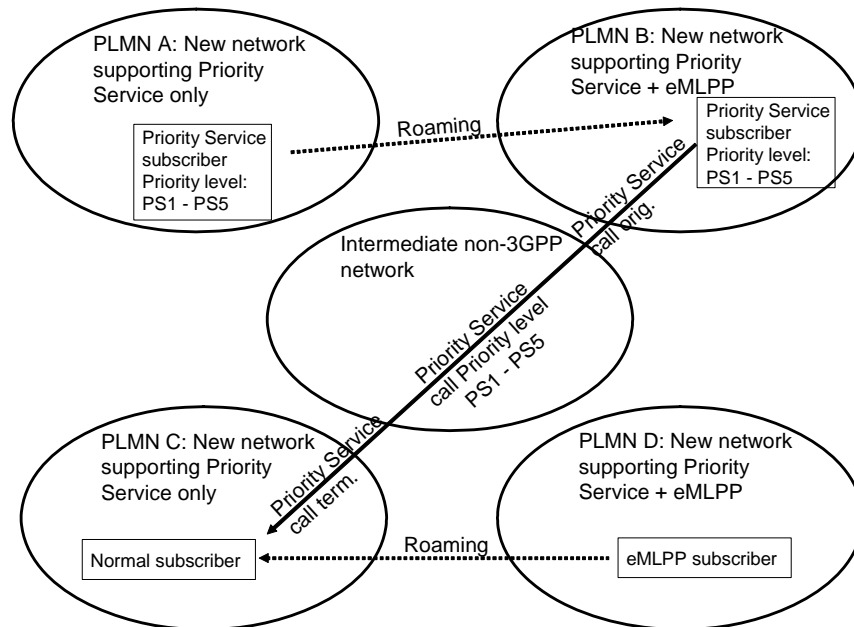 PLMN A: New network
supporting Priority
Service only
Priority Service
subscriber
Priority level:
PS1 - PS5
Roaming
PLMN B: New network
supporting Priority
Service + eMLPP
Priority Service
subscriber
Priority level:
PS1 - PS5
Priority Service
call orig.
Intermediate non-3GPP
network
Priority Service
call Priority level
PS1 - PS5
Priority Service
call term.
PLMN C: New network
supporting Priority
Service only
Normal subscriber
Roaming
PLMN D: New network
supporting Priority
Service + eMLPP
eMLPP subscriber